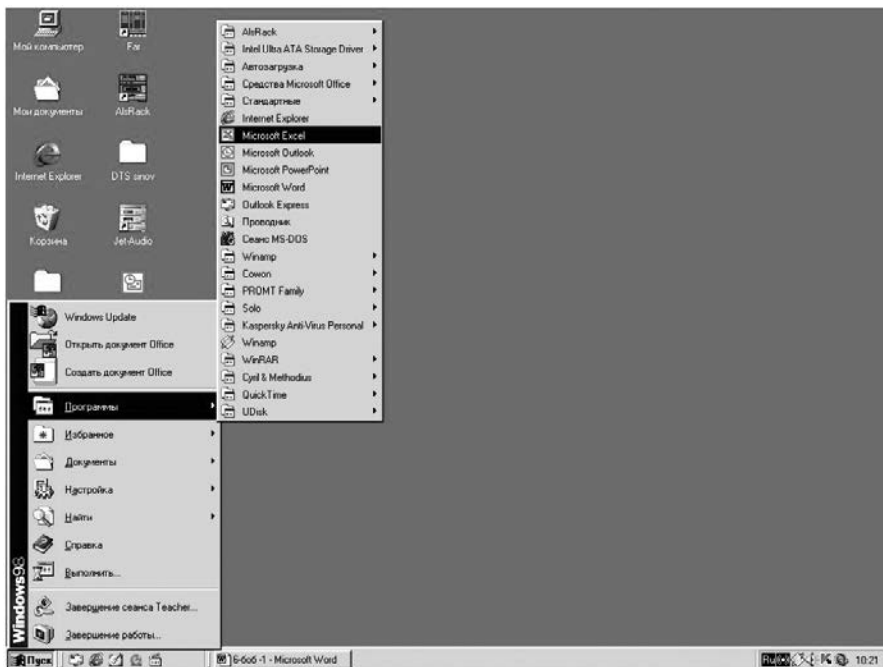 Мой компьютер
Far
Мои документы
AlsRack
Internet Explorer
DTS sinov
Корзина
Jet-Audio
AlsRack
Intel Ultra ATA Storage Driver
Автозагрузка
Средства Microsoft Office
Стандартные
Internet Explorer
Microsoft Excel
Microsoft Outlook
Microsoft PowerPoint
Microsoft Word
Outlook Express
Проводник
Сеанс MS-DOS
Winamp
Cowon
PROMT Family
Solo
Kaspersky Anti-Virus Personal
Winamp
WinRAR
Cyril & Methodius
QuickTime
UDisk
Windows Update
Открыть документ Office
Создать документ Office
Программы
Избранное
Документы
Настройка
Найти
Справка
Выполнить...
Завершение сеанса Teacher...
Завершение работы...
Windows98
Пуск
6-боб -1 - Microsoft Word
Ru
10:21